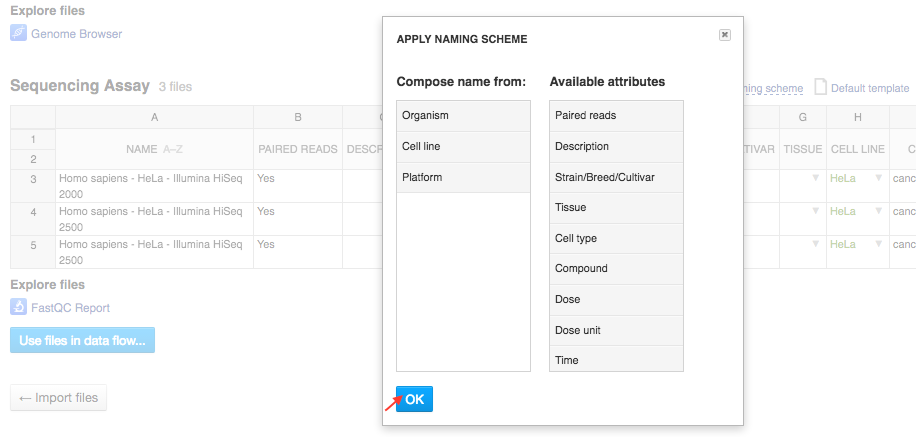 Explore files
Genome Browser
Sequencing Assay 3 files
ning scheme
Default template
A
B
G
H
1
2
NAME A–Z
PAIRED READS
DESCR
TIVAR
TISSUE
CELL LINE
C
3
Homo sapiens - HeLa - Illumina HiSeq
2000
Yes
HeLa
canc
4
Homo sapiens - HeLa - Illumina HiSeq
2500
Yes
HeLa
canc
5
Homo sapiens - HeLa - Illumina HiSeq
2500
Yes
HeLa
canc
Explore files
FastQC Report
Use files in data flow...
← Import files
APPLY NAMING SCHEME
Compose name from:
Organism
Cell line
Platform
Available attributes
Paired reads
Description
Strain/Breed/Cultivar
Tissue
Cell type
Compound
Dose
Dose unit
Time
OK